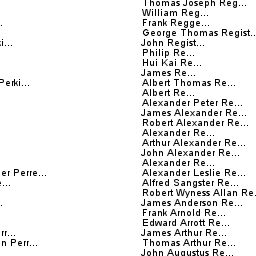 Thomas Joseph Reg...
William Reg...
Frank Regge...
George Thomas Regist..
ki...
John Regist...
Philip Re...
Hui Kai Re...
James Re...
Perki...
Albert Thomas Re...
Albert Re...
Alexander Peter Re...
James Alexander Re...
Robert Alexander Re...
Alexander Re...
Arthur Alexander Re...
John Alexander Re...
Alexander Re...
er Perre...
Alexander Leslie Re...
Alfred Sangster Re...
Robert Wyness Allan Re.
James Anderson Re...
Frank Arnold Re...
Edward Arrott Re...
rr...
James Arthur Re...
n Perr...
Thomas Arthur Re...
John Augustus Re...